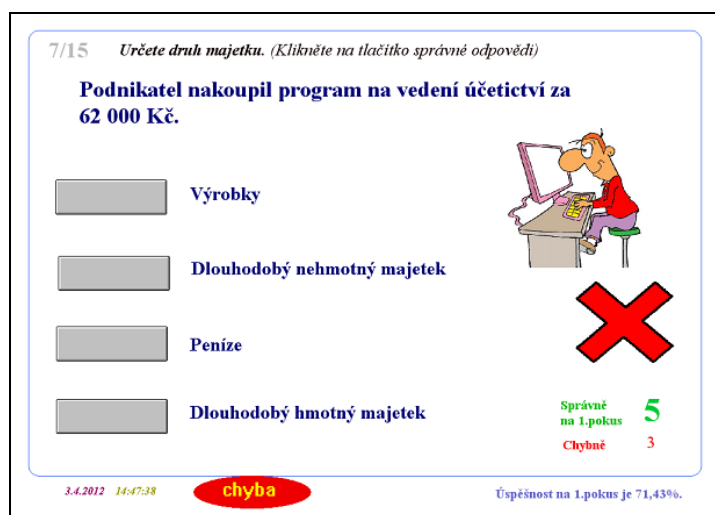 7/15 Určete druh majetku. (Klikněte na tlačítko správné odpovědi)
Podnikatel nakoupil program na vedení účetictví za
62 000 Kč.
Výrobky
Dlouhodobý nehmotný majetek
Peníze
Dlouhodobý hmotný majetek
Správně
na 1.pokus 5
Chybně 3
3.4.2012 14:47:38 chyba Úspěšnost na 1.pokus je 71,43%.